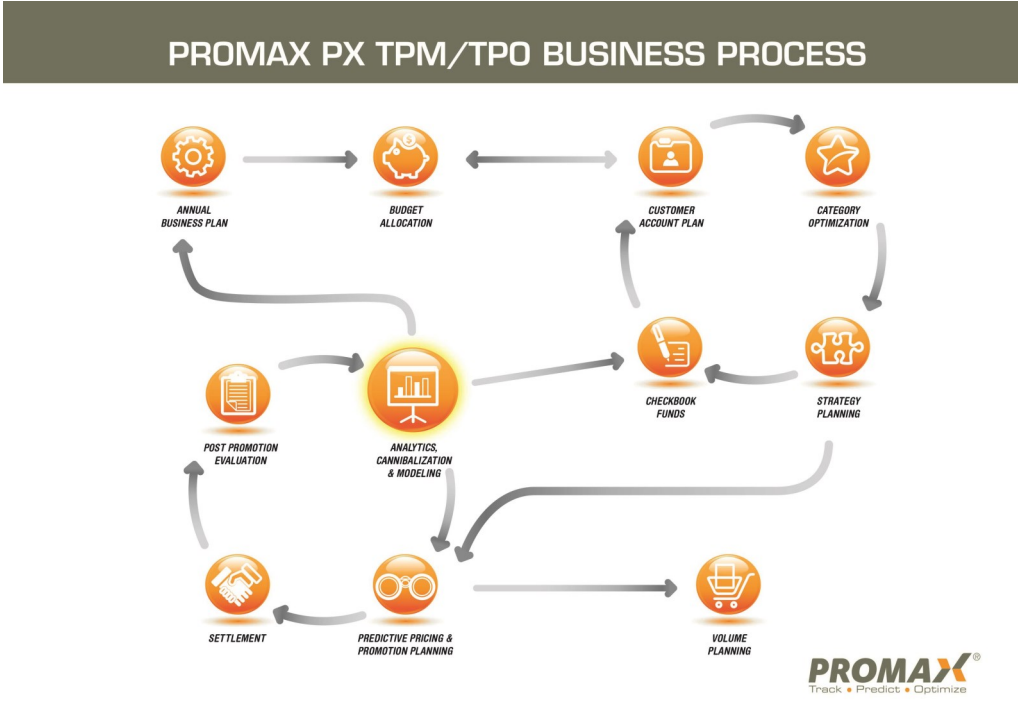 PROMAX PX TPM/TPO BUSINESS PROCESS
$
ANNUAL
BUSINESS PLAN
BUDGET
ALLOCATION
CUSTOMER
ACCOUNT PLAN
CATEGORY
OPTIMIZATION
POST PROMOTION
EVALUATION
ANALYTICS,
CANNIBALIZATION
& MODELING
CHECKBOOK
FUNDS
STRATEGY
PLANNING
SETTLEMENT
PREDICTIVE PRICING &
PROMOTION PLANNING
VOLUME
PLANNING
PROMAX®
Track • Predict • Optimize